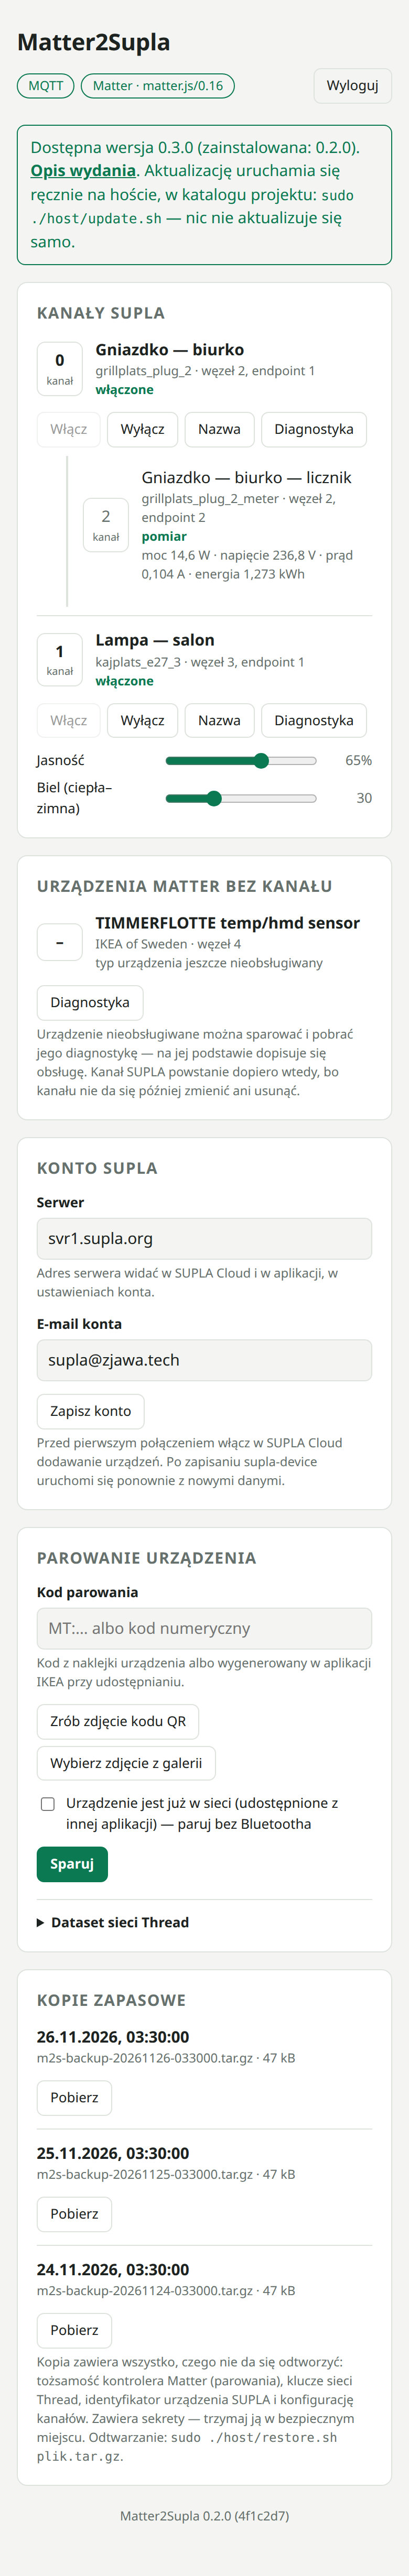 Matter2Supla
MQTT
Matter · matter.js/0.16
Wyloguj
Dostępna wersja 0.3.0 (zainstalowana: 0.2.0).
Opis wydania. Aktualizację uruchamia się
ręcznie na hoście, w katalogu projektu: sudo
./host/update.sh — nic nie aktualizuje się
samo.
KANAŁY SUPLA
0
kanał
Gniazdko — biurko
grillplats_plug_2 · węzeł 2, endpoint 1
włączone
Włącz
Wyłącz
Nazwa
Diagnostyka
2
kanał
Gniazdko — biurko — licznik
grillplats_plug_2_meter · węzeł 2,
endpoint 2
pomiar
moc 14,6 W · napięcie 236,8 V · prąd
0,104 A · energia 1,273 kWh
1
kanał
Lampa — salon
kajplats_e27_3 · węzeł 3, endpoint 1
włączone
Włącz
Wyłącz
Nazwa
Diagnostyka
Jasność
65%
Biel (ciepła–
zimna)
30
URZĄDZENIA MATTER BEZ KANAŁU
–
TIMMERFLOTTE temp/hmd sensor
IKEA of Sweden · węzeł 4
typ urządzenia jeszcze nieobsługiwany
Diagnostyka
Urządzenie nieobsługiwane można sparować i pobrać
jego diagnostykę — na jej podstawie dopisuje się
obsługę. Kanał SUPLA powstanie dopiero wtedy, bo
kanału nie da się później zmienić ani usunąć.
KONTO SUPLA
Serwer
svr1.supla.org
Adres serwera widać w SUPLA Cloud i w aplikacji, w
ustawieniach konta.
E-mail konta
supla@zjawa.tech
Zapisz konto
Przed pierwszym połączeniem włącz w SUPLA Cloud
dodawanie urządzeń. Po zapisaniu supla-device
uruchomi się ponownie z nowymi danymi.
PAROWANIE URZĄDZENIA
Kod parowania
MT:... albo kod numeryczny
Kod z naklejki urządzenia albo wygenerowany w aplikacji
IKEA przy udostępnianiu.
Zrób zdjęcie kodu QR
Wybierz zdjęcie z galerii
Urządzenie jest już w sieci (udostępnione z
innej aplikacji) — paruj bez Bluetootha
Sparuj
Dataset sieci Thread
KOPIE ZAPASOWE
26.11.2026, 03:30:00
m2s-backup-20261126-033000.tar.gz · 47 kB
Pobierz
25.11.2026, 03:30:00
m2s-backup-20261125-033000.tar.gz · 47 kB
Pobierz
24.11.2026, 03:30:00
m2s-backup-20261124-033000.tar.gz · 47 kB
Pobierz
Kopia zawiera wszystko, czego nie da się odtworzyć:
tożsamość kontrolera Matter (parowania), klucze sieci
Thread, identyfikator urządzenia SUPLA i konfigurację
kanałów. Zawiera sekrety — trzymaj ją w bezpiecznym
miejscu. Odtwarzanie: sudo ./host/restore.sh
plik.tar.gz.
Matter2Supla 0.2.0 (4f1c2d7)